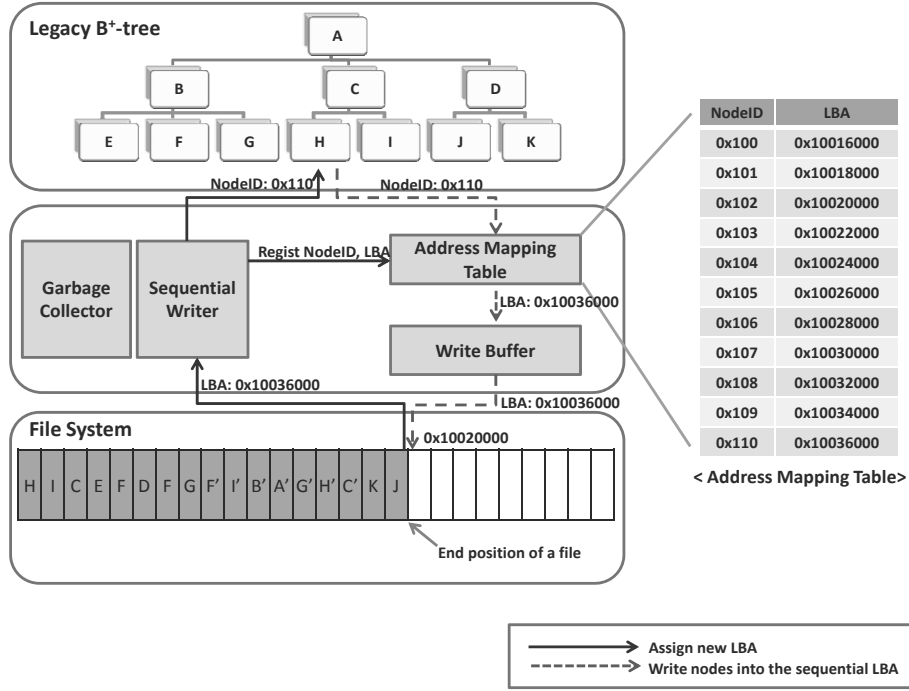 Legacy B+-tree
A
B C D
E F G H I J K
NodeID: 0x110 NodeID: 0x110
Garbage
Collector
Sequential
Writer
Regist NodeID, LBA
Address Mapping
Table
LBA: 0x10036000
Write Buffer
LBA: 0x10036000
LBA: 0x10036000
File System
0x10020000
H I C E F D F G F' I' B' A' G' H' C' K J
End position of a file
NodeID LBA
0x100 0x10016000
0x101 0x10018000
0x102 0x10020000
0x103 0x10022000
0x104 0x10024000
0x105 0x10026000
0x106 0x10028000
0x107 0x10030000
0x108 0x10032000
0x109 0x10034000
0x110 0x10036000
< Address Mapping Table>
Assign new LBA
Write nodes into the sequential LBA